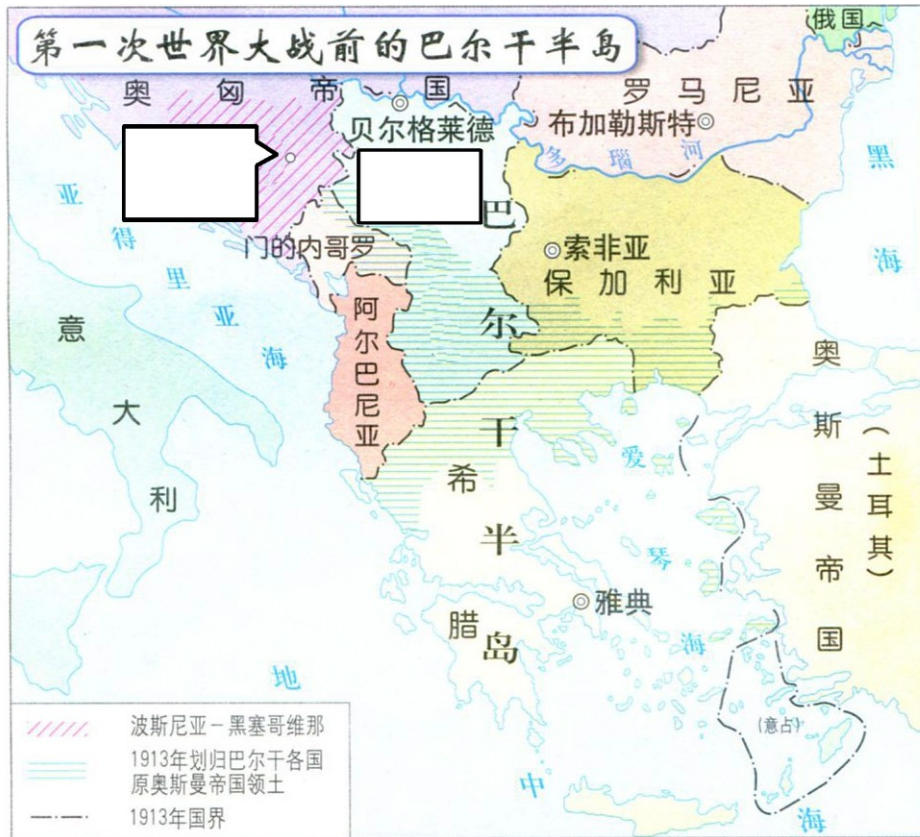 第一次世界大战前的巴尔干半岛
俄国
奥匈帝国
罗马尼亚
贝尔格莱德
布加勒斯特
多瑙河
黑海
亚得里亚海
门的内哥罗
索非亚
保加利亚
巴尔干半岛
阿尔巴尼亚
意大利
奥斯曼帝国
(土耳其)
希腊
爱琴海
雅典
地中海
(意占)
波斯尼亚－黑塞哥维那
1913年划归巴尔干各国
原奥斯曼帝国领土
1913年国界